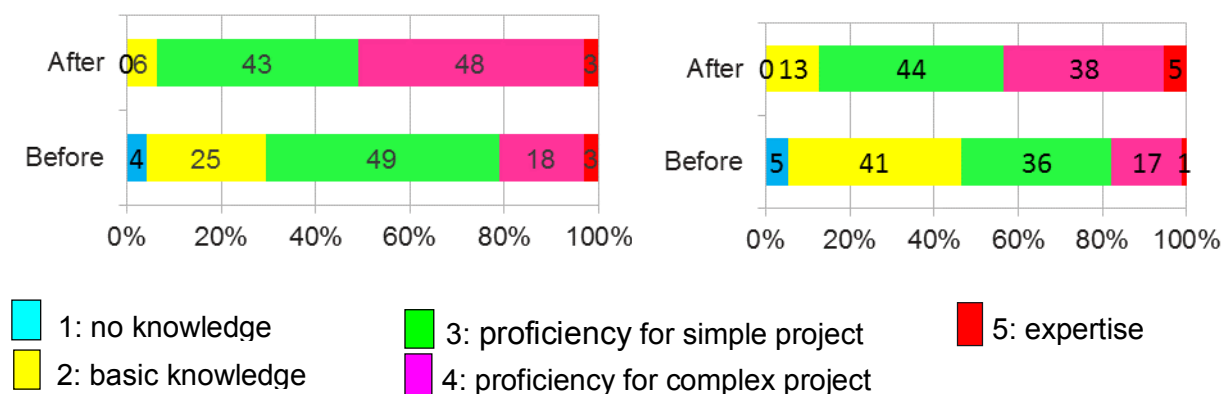 After 0 6 43 48 3
Before 4 25 49 18 3
0% 20% 40% 60% 80% 100%
After 0 13 44 38 5
Before 5 41 36 17 1
0% 20% 40% 60% 80% 100%
1: no knowledge
2: basic knowledge
3: proficiency for simple project
4: proficiency for complex project
5: expertise